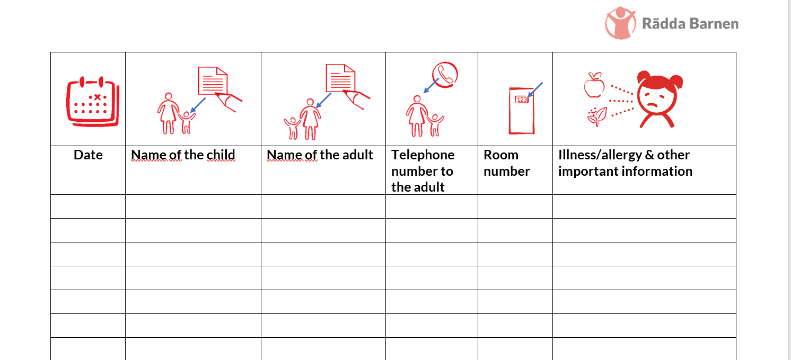 Rädda Barnen
Date
Name of the child
Name of the adult
Telephone
number to
the adult
Room
number
Illness/allergy & other
important information